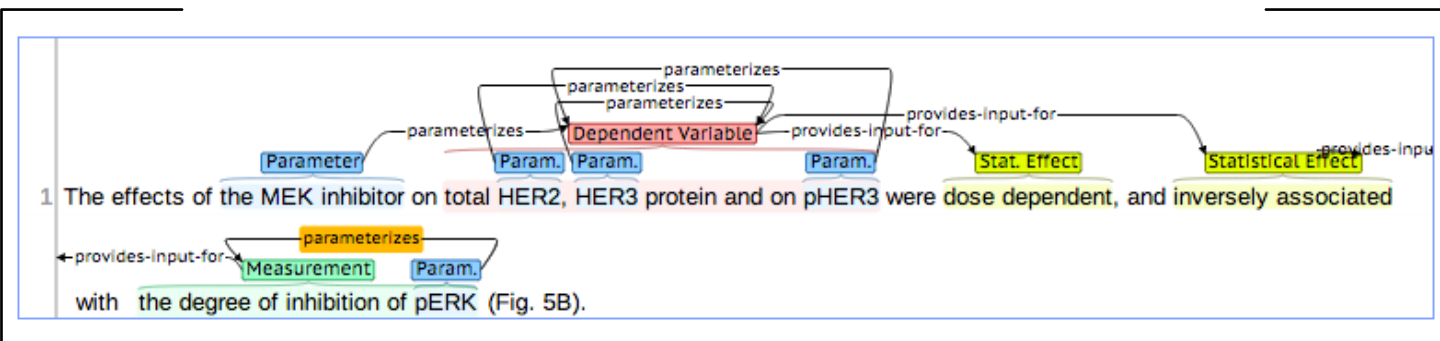 parameterizes
parameterizes
parameterizes
provides-input-for
parameterizes Dependent Variable provides-input-for
provides-inpu
Parameter Param. Param. Param. Stat. Effect Statistical Effect
1 The effects of the MEK inhibitor on total HER2, HER3 protein and on pHER3 were dose dependent, and inversely associated
parameterizes
provides-input-for
Measurement Param.
with the degree of inhibition of pERK (Fig. 5B).